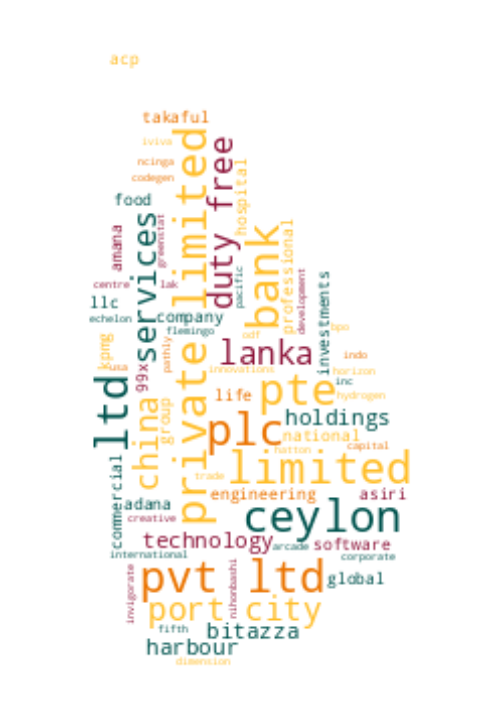 acp
takaful
iviva
ncinga
codegen
food
private limited
duty free
hospital
amana
services
greenstat
bank
professional
centre
lak
pacific
development
investments
llc
echelon
company
flemingo
odf
bpo
kpmg
usa
99x
pathly
lanka
indo
innovations
horizon
inc
ltd
china
group
life
pte
hydrogen
plc
holdings
national
hatton
capital
limited
trade
commercial
adana
engineering
asiri
creative
ceylon
technology
arcade
software
international
corporate
invigorate
pvt ltd
nihonbashi
global
port city
fifth
bitazza
harbour
dimension